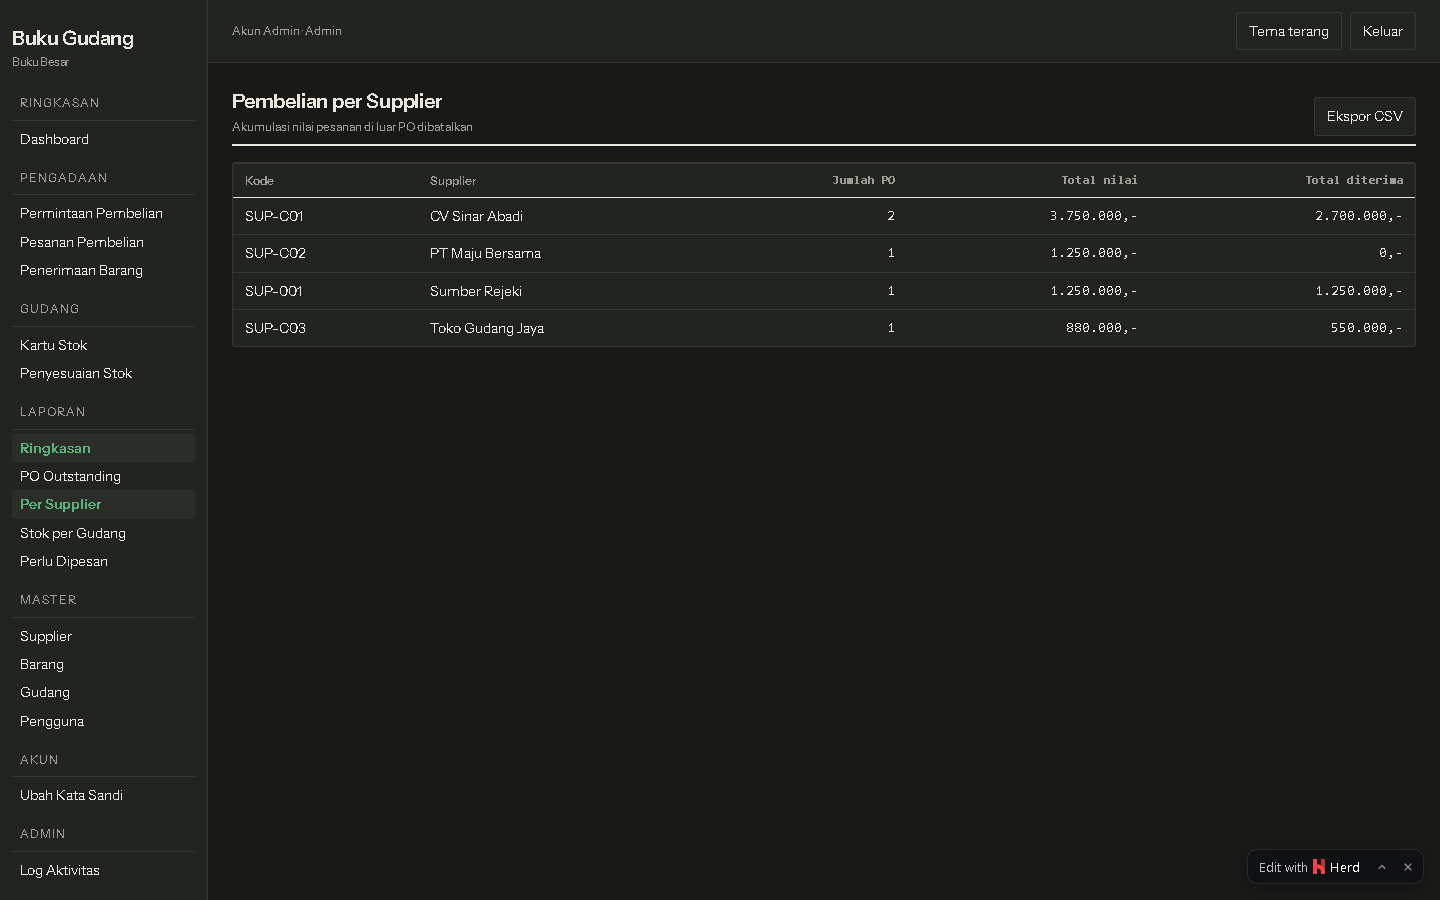 Buku Gudang
Buku Besar
RINGKASAN
Dashboard
PENGADAAN
Permintaan Pembelian
Pesanan Pembelian
Penerimaan Barang
GUDANG
Kartu Stok
Penyesuaian Stok
LAPORAN
Ringkasan
PO Outstanding
Per Supplier
Stok per Gudang
Perlu Dipesan
MASTER
Supplier
Barang
Gudang
Pengguna
AKUN
Ubah Kata Sandi
ADMIN
Log Aktivitas
Akun Admin · Admin
Tema terang
Keluar
Pembelian per Supplier
Akumulasi nilai pesanan di luar PO dibatalkan
Ekspor CSV
Kode Supplier Jumlah PO Total nilai Total diterima
SUP-C01 CV Sinar Abadi 2 3.750.000,- 2.700.000,-
SUP-C02 PT Maju Bersama 1 1.250.000,- 0,-
SUP-001 Sumber Rejeki 1 1.250.000,- 1.250.000,-
SUP-C03 Toko Gudang Jaya 1 880.000,- 550.000,-
Edit with Herd